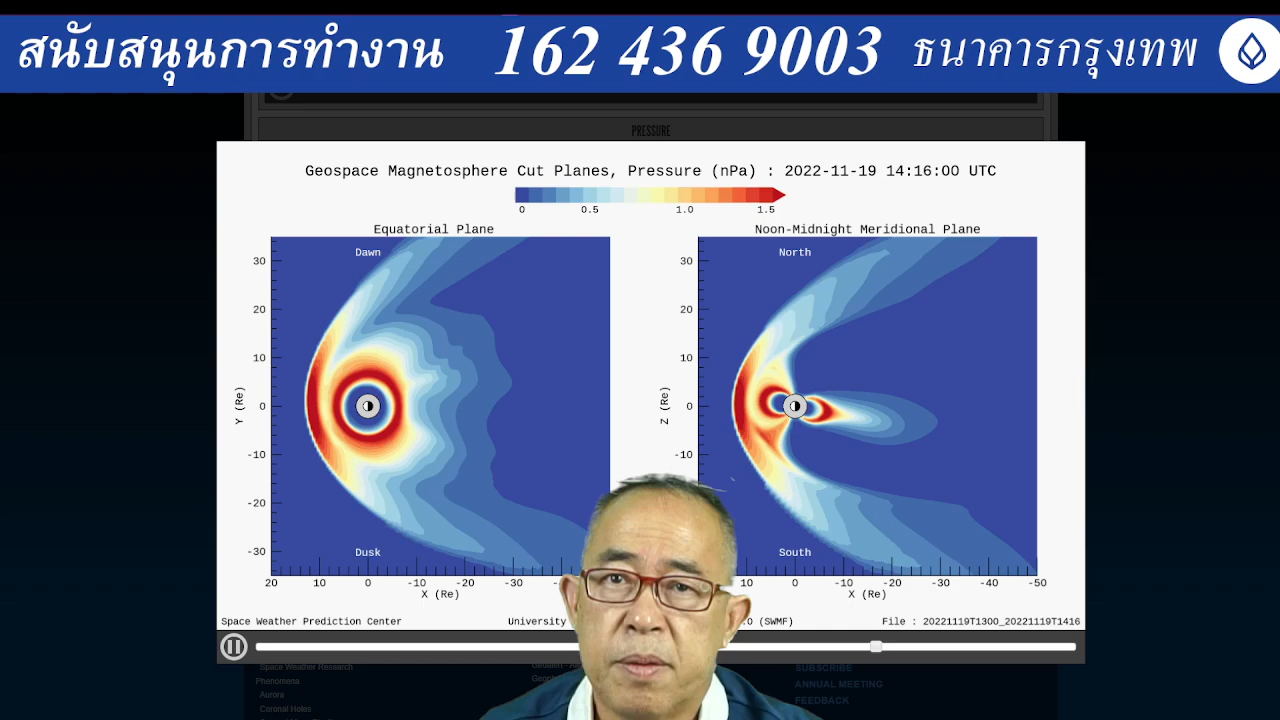 สนับสนุนการทำงาน 162 436 9003 ธนาคารกรุงเทพ
PRESSURE
Geospace Magnetosphere Cut Planes, Pressure (nPa) : 2022-11-19 14:16:00 UTC
0 0.5 1.0 1.5
Equatorial Plane
Noon-Midnight Meridional Plane
Dawn
North
30
20
10
0
-10
-20
-30
Y (Re)
30
20
10
0
-10
Z (Re)
Dusk
South
20 10 0 -10 -20 -30
10 0 -10 -20 -30 -40 -50
X (Re)
X (Re)
Space Weather Prediction Center University (SWMF) File : 20221119T1300_20221119T1416
Space Weather Research
Phenomena
Aurora
Coronal Holes
SUBSCRIBE
ANNUAL MEETING
FEEDBACK